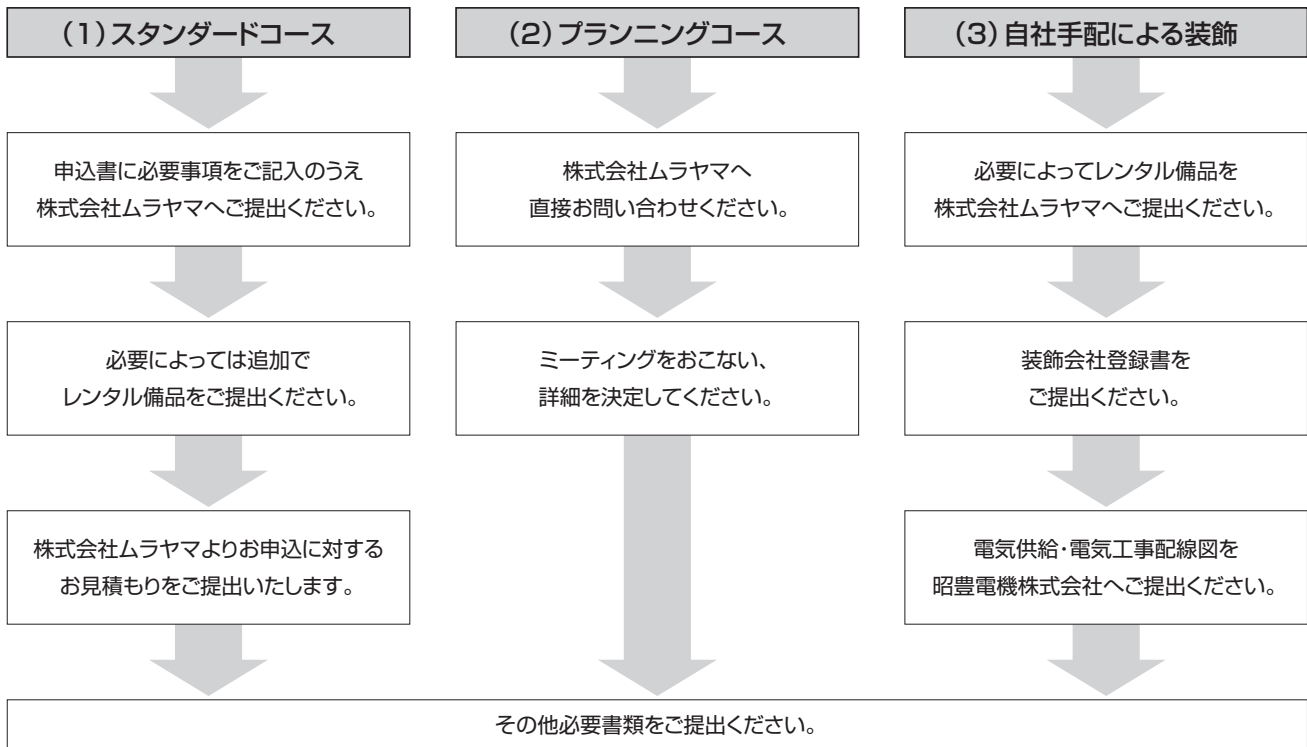 (1)スタンダードコース
申込書に必要事項をご記入のうえ
株式会社ムラヤマへご提出ください。
必要によっては追加で
レンタル備品をご提出ください。
株式会社ムラヤマよりお申込に対する
お見積もりをご提出いたします。
(2)プランニングコース
株式会社ムラヤマへ
直接お問い合わせください。
ミーティングをおこない、
詳細を決定してください。
(3)自社手配による装飾
必要によってレンタル備品を
株式会社ムラヤマへご提出ください。
装飾会社登録書を
ご提出ください。
電気供給・電気工事配線図を
昭豊電機株式会社へご提出ください。
その他必要書類をご提出ください。